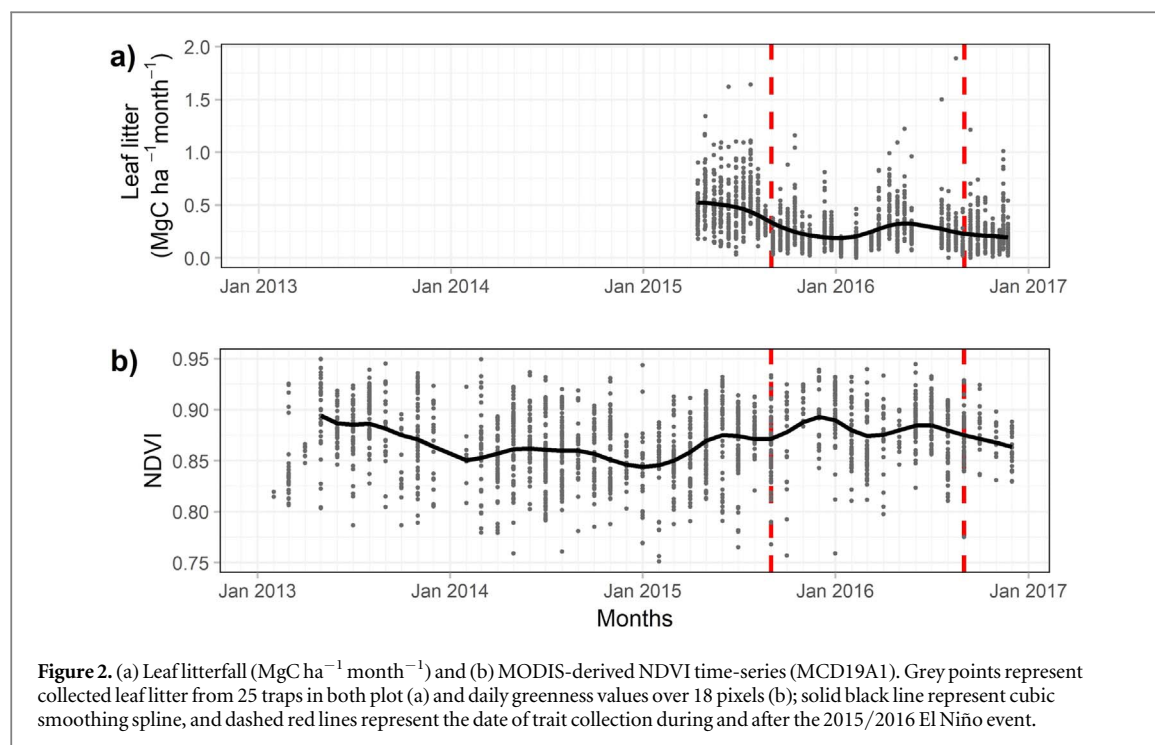 a)
Leaf litter
(MgC ha⁻¹month⁻¹)
2.0
1.5
1.0
0.5
0.0
Jan 2013 Jan 2014 Jan 2015 Jan 2016 Jan 2017
b)
NDVI
0.95
0.90
0.85
0.80
0.75
Jan 2013 Jan 2014 Jan 2015 Jan 2016 Jan 2017
Months
Figure 2. (a) Leaf litterfall (MgC ha⁻¹ month⁻¹) and (b) MODIS-derived NDVI time-series (MCD19A1). Grey points represent
collected leaf litter from 25 traps in both plot (a) and daily greenness values over 18 pixels (b); solid black line represent cubic
smoothing spline, and dashed red lines represent the date of trait collection during and after the 2015/2016 El Niño event.